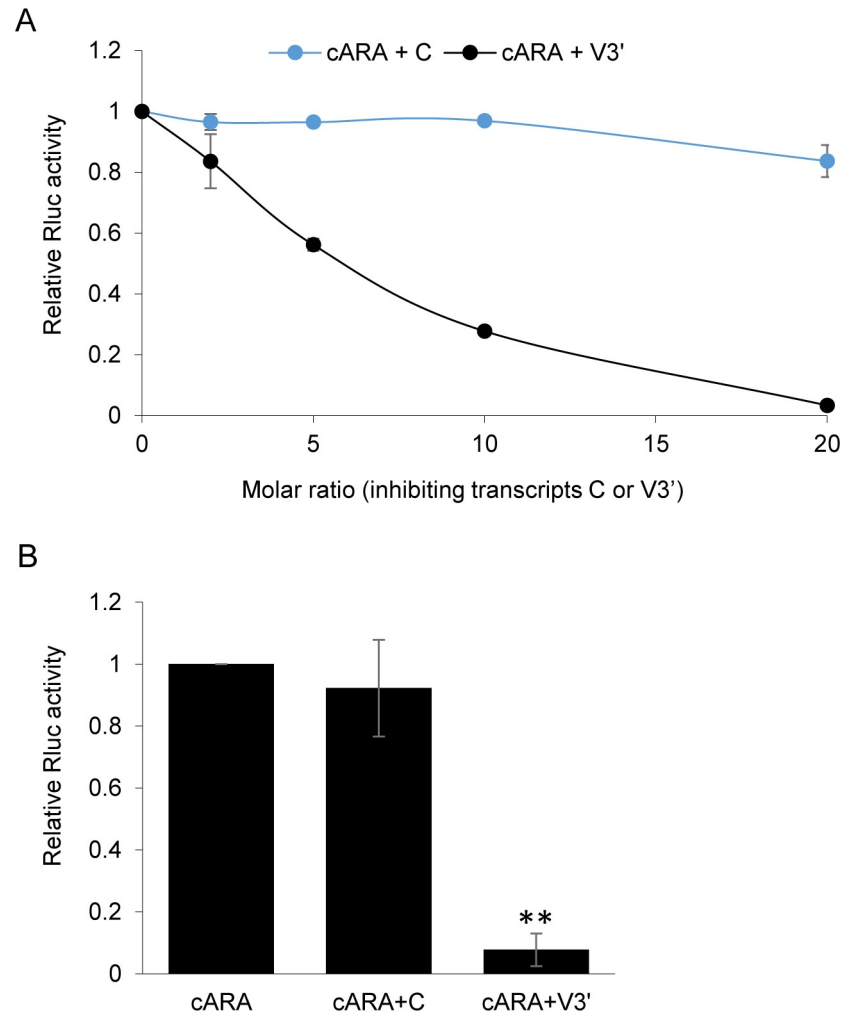 A
cARA + C cARA + V3'
Relative Rluc activity
1.2
1
0.8
0.6
0.4
0.2
0
0 5 10 15 20
Molar ratio (inhibiting transcripts C or V3’)
B
Relative Rluc activity
1.2
1
0.8
0.6
0.4
0.2
0
**
cARA cARA+C cARA+V3'